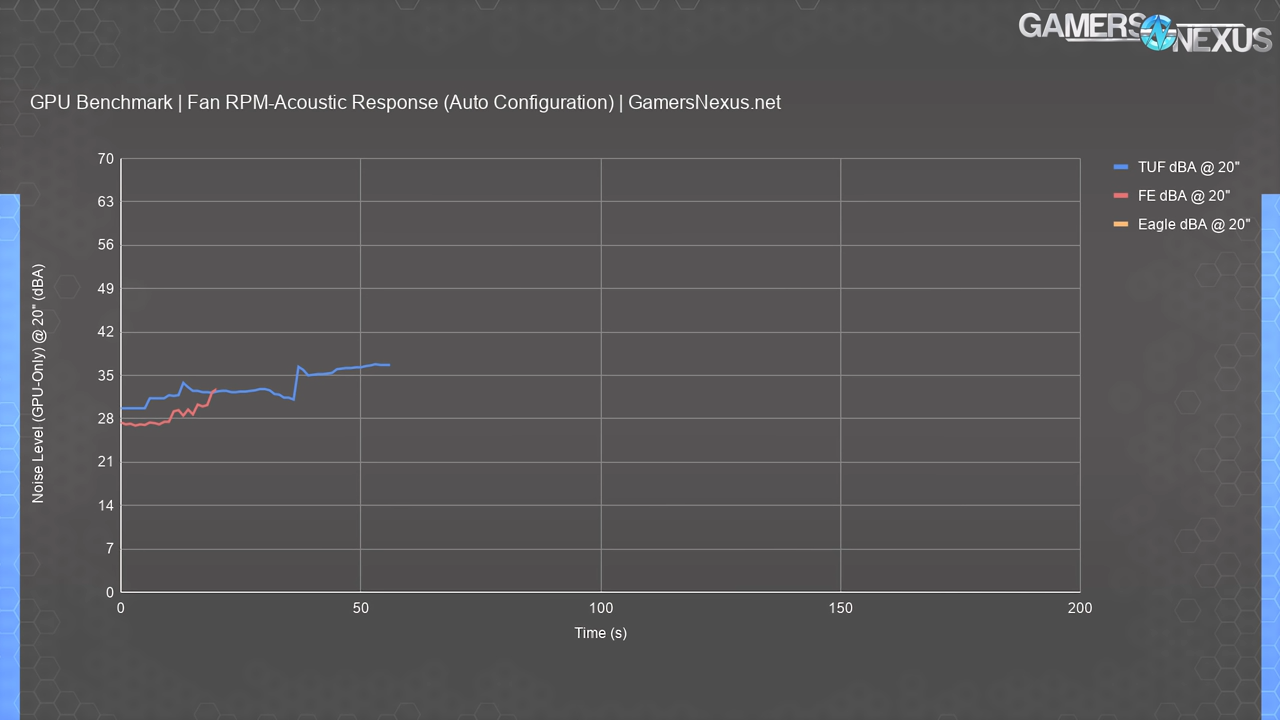 GAMERS NEXUS
GPU Benchmark | Fan RPM-Acoustic Response (Auto Configuration) | GamersNexus.net
TUF dBA @ 20"
FE dBA @ 20"
Eagle dBA @ 20"
Noise Level (GPU-Only) @ 20" (dBA)
70
63
56
49
42
35
28
21
14
7
0
0 50 100 150 200
Time (s)